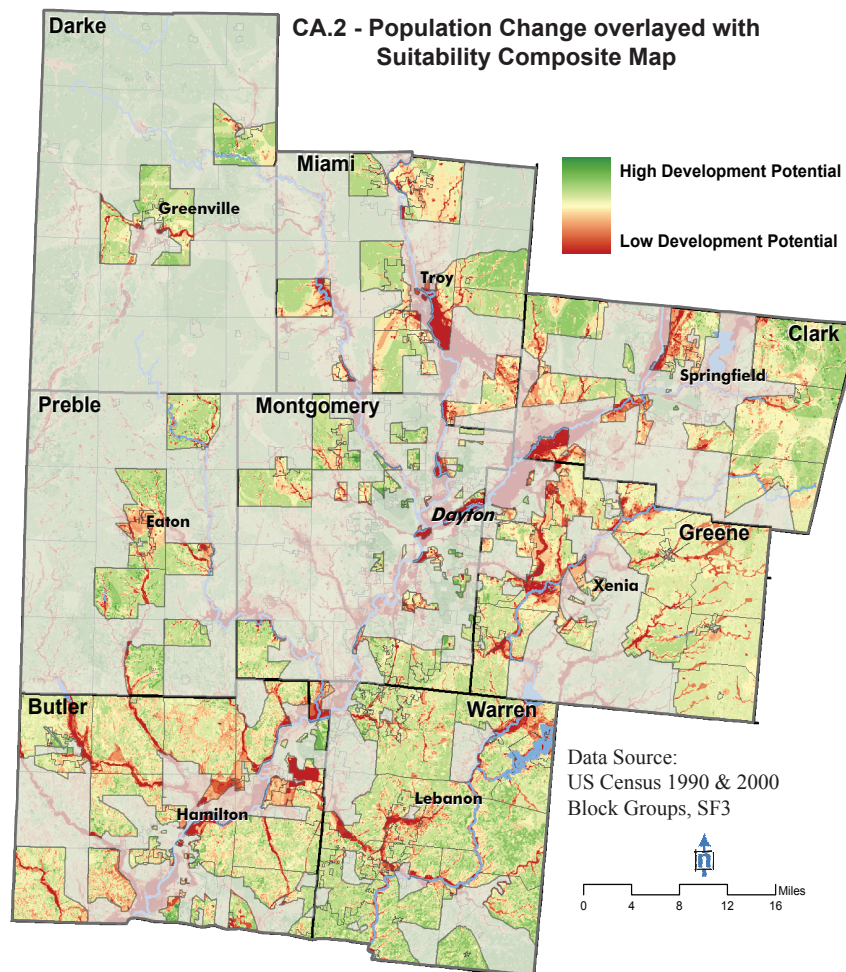 CA.2 - Population Change overlayed with
Suitability Composite Map
Darke
Miami
High Development Potential
Low Development Potential
Greenville
Troy
Clark
Springfield
Preble
Montgomery
Eaton
Dayton
Greene
Xenia
Butler
Warren
Data Source:
US Census 1990 & 2000
Block Groups, SF3
Lebanon
Hamilton
n
Miles
0 4 8 12 16